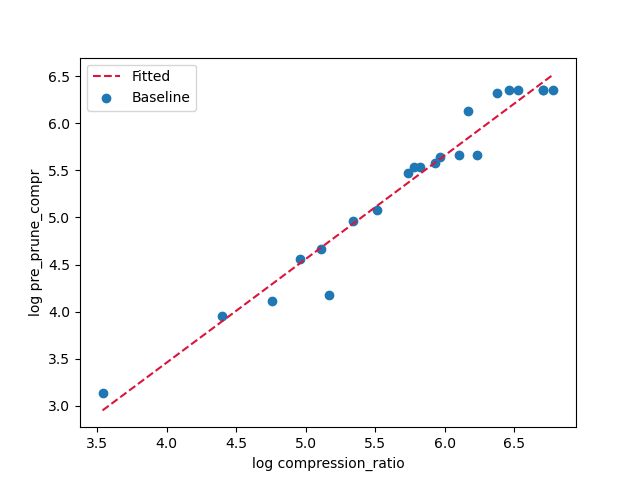 Fitted
Baseline
6.5
6.0
5.5
5.0
4.5
4.0
3.5
3.0
log pre_prune_compr
3.5 4.0 4.5 5.0 5.5 6.0 6.5
log compression_ratio